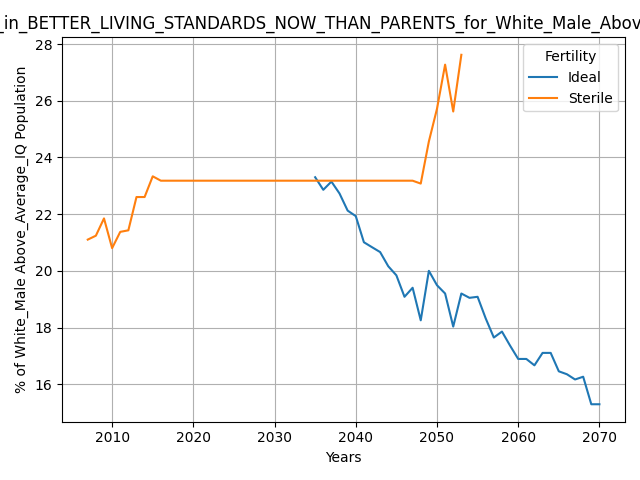 _in_BETTER_LIVING_STANDARDS_NOW_THAN_PARENTS_for_White_Male_Abov
% of White_Male Above_Average_IQ Population
28
26
24
22
20
18
16
Fertility
Ideal
Sterile
2010 2020 2030 2040 2050 2060 2070
Years